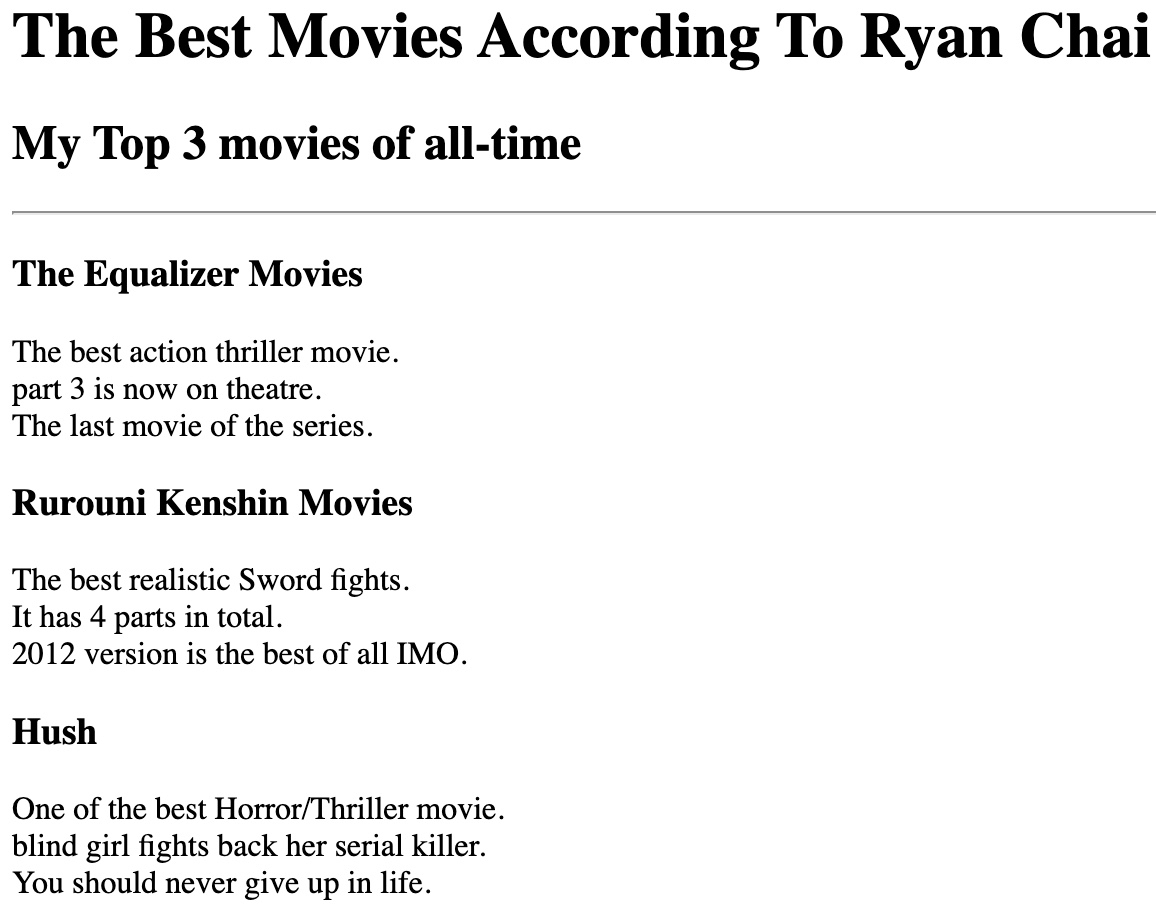 The Best Movies According To Ryan Chai
My Top 3 movies of all-time
The Equalizer Movies
The best action thriller movie.
part 3 is now on theatre.
The last movie of the series.
Rurouni Kenshin Movies
The best realistic Sword fights.
It has 4 parts in total.
2012 version is the best of all IMO.
Hush
One of the best Horror/Thriller movie.
blind girl fights back her serial killer.
You should never give up in life.